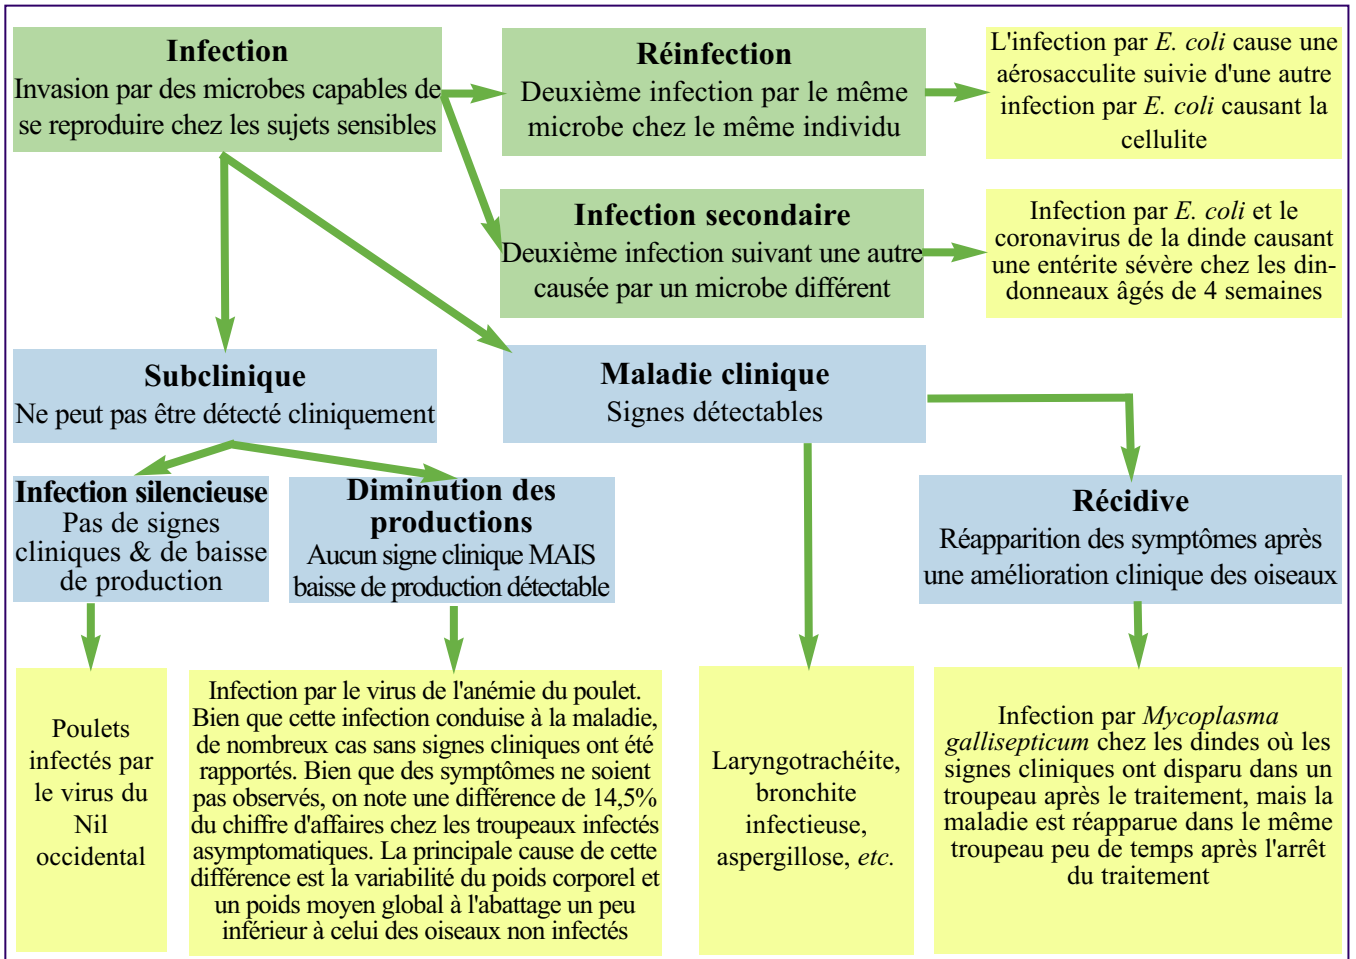 Infection
Invasion par des microbes capables de
se reproduire chez les sujets sensibles
Réinfection
Deuxième infection par le même
microbe chez le même individu
L'infection par E. coli cause une
aérosacculite suivie d'une autre
infection par E. coli causant la
cellulite
Infection secondaire
Deuxième infection suivant une autre
causée par un microbe différent
Infection par E. coli et le
coronavirus de la dinde causant
une entérite sévère chez les din-
donneaux âgés de 4 semaines
Subclinique
Ne peut pas être détecté cliniquement
Maladie clinique
Signes détectables
Infection silencieuse
Pas de signes
cliniques & de baisse
de production
Diminution des
productions
Aucun signe clinique MAIS
baisse de production détectable
Récidive
Réapparition des symptômes après
une amélioration clinique des oiseaux
Poulets
infectés par
le virus du
Nil
occidental
Infection par le virus de l'anémie du poulet.
Bien que cette infection conduise à la maladie,
de nombreux cas sans signes cliniques ont été
rapportés. Bien que des symptômes ne soient
pas observés, on note une différence de 14,5%
du chiffre d'affaires chez les troupeaux infectés
asymptomatiques. La principale cause de cette
différence est la variabilité du poids corporel et
un poids moyen global à l'abattage un peu
inférieur à celui des oiseaux non infectés
Laryngotrachéite,
bronchite
infectieuse,
aspergillose, etc.
Infection par Mycoplasma
gallisepticum chez les dindes où les
signes cliniques ont disparu dans un
troupeau après le traitement, mais la
maladie est réapparue dans le même
troupeau peu de temps après l'arrêt
du traitement